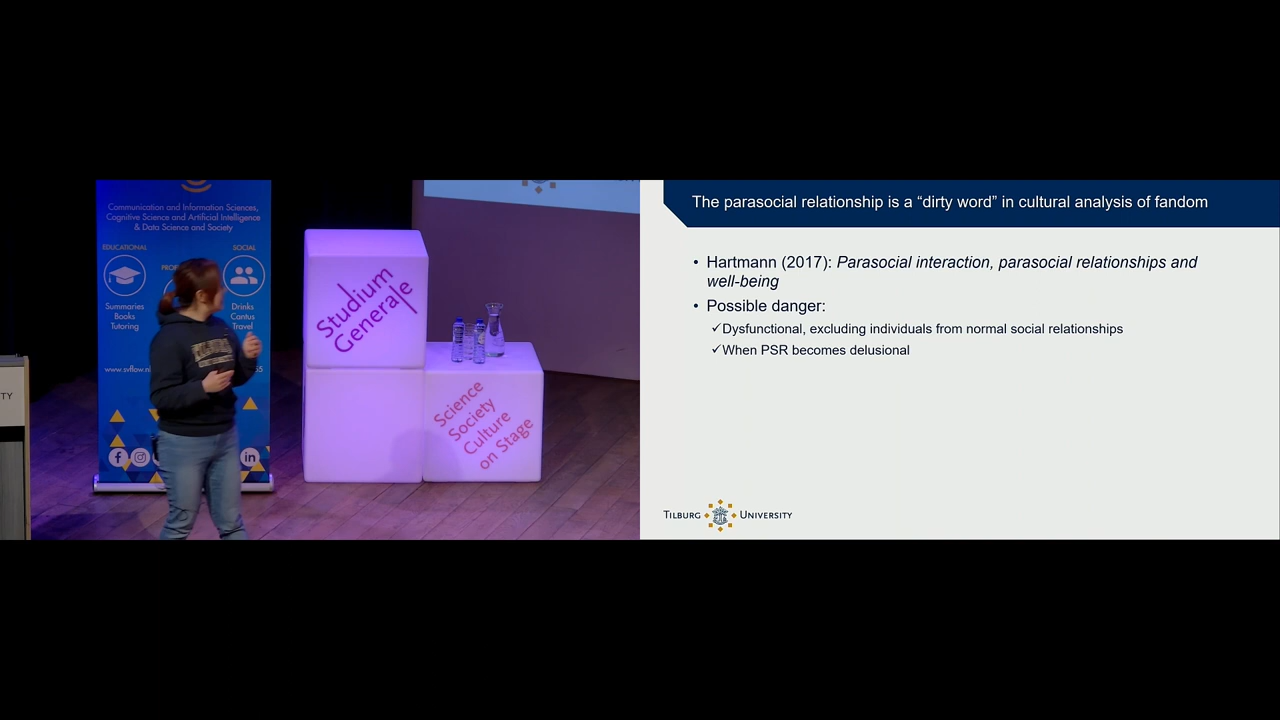 Communication and Information Sciences,
Cognitive Science and Artificial Intelligence
& Data Science and Society
EDUCATIONAL
SOCIAL
Summaries
Books
Tutoring
Drinks
Cantus
Travel
Studium
Generale
Science
Society
Culture
on Stage
TY
The parasocial relationship is a “dirty word” in cultural analysis of fandom
• Hartmann (2017): Parasocial interaction, parasocial relationships and
well-being
• Possible danger:
✓Dysfunctional, excluding individuals from normal social relationships
✓When PSR becomes delusional
TILBURG UNIVERSITY